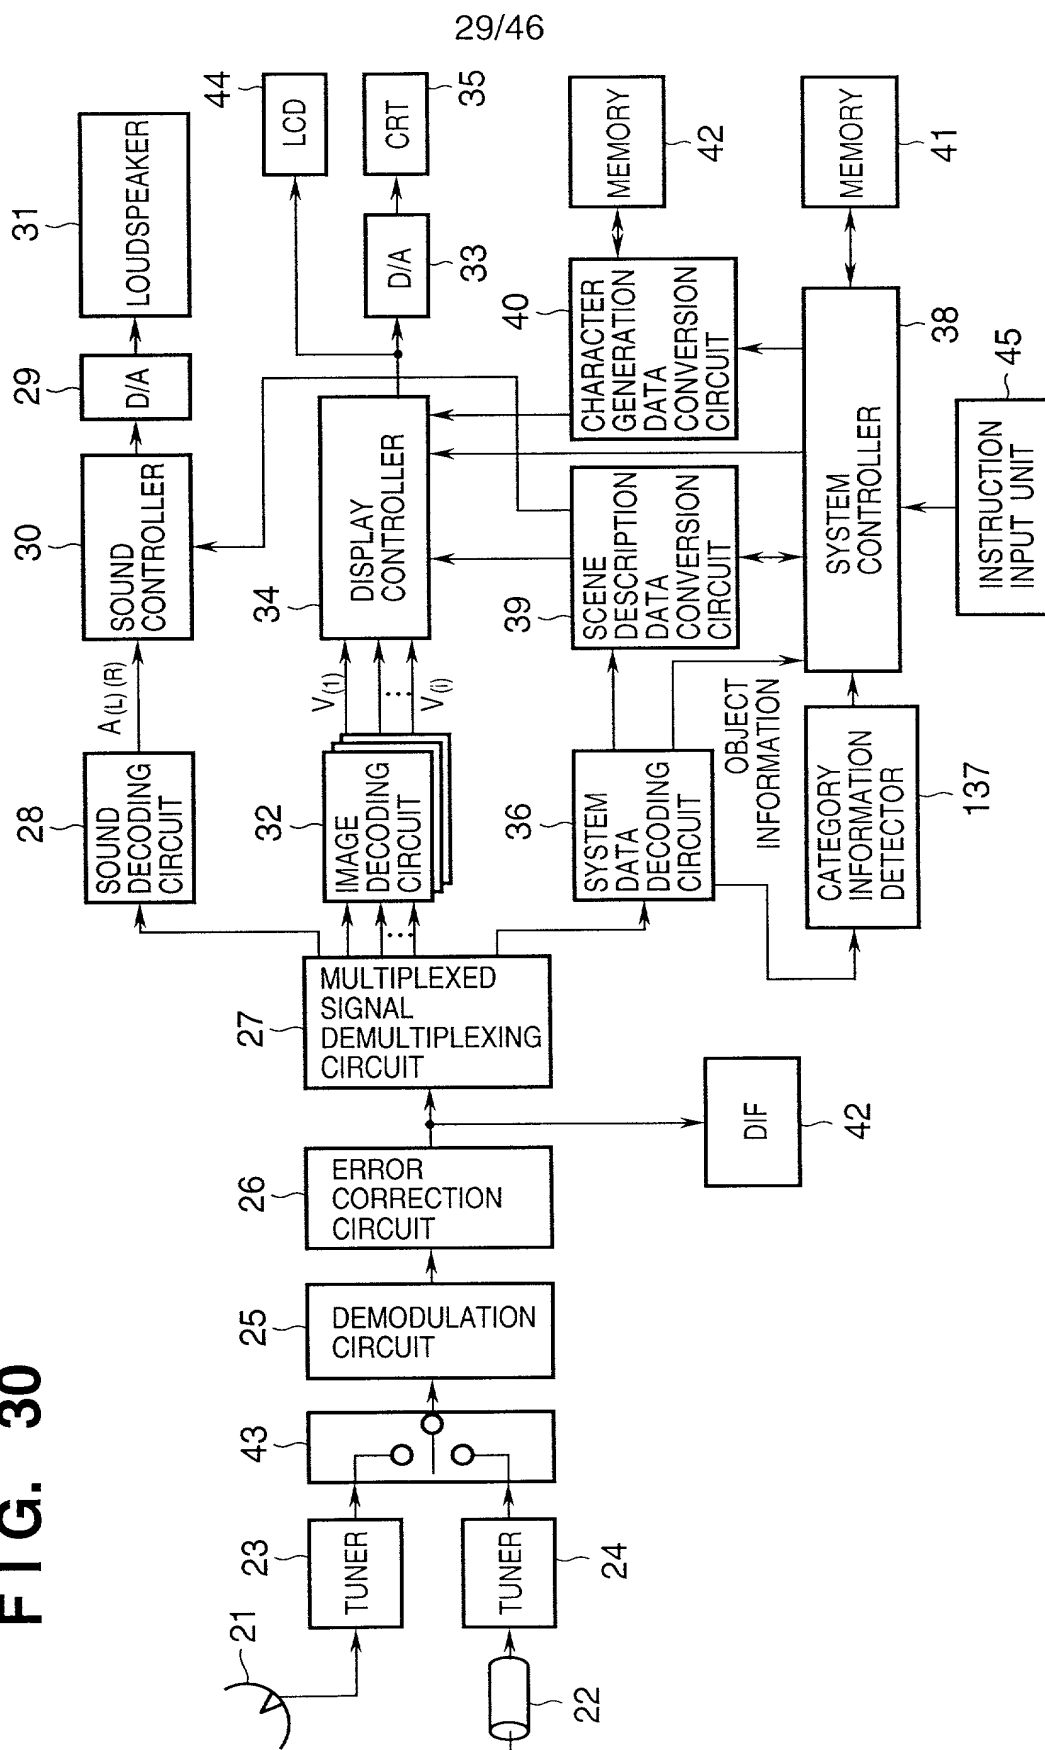 29/46
FIG. 30
21
22
23
TUNER
24
TUNER
43
25
DEMODULATION
CIRCUIT
26
ERROR
CORRECTION
CIRCUIT
DIF
42
27
MULTIPLEXED
SIGNAL
DEMULTIPLEXING
CIRCUIT
28
SOUND
DECODING
CIRCUIT
A(L) (R)
30
SOUND
CONTROLLER
29
D/A
31
LOUDSPEAKER
32
IMAGE
DECODING
CIRCUIT
V(1)
V(i)
34
DISPLAY
CONTROLLER
44
LCD
D/A
33
35
CRT
36
SYSTEM
DATA
DECODING
CIRCUIT
OBJECT
INFORMATION
39
SCENE
DESCRIPTION
DATA
CONVERSION
CIRCUIT
40
CHARACTER
GENERATION
DATA
CONVERSION
CIRCUIT
MEMORY
42
CATEGORY
INFORMATION
DETECTOR
137
SYSTEM
CONTROLLER
38
MEMORY
41
INSTRUCTION
INPUT UNIT
45